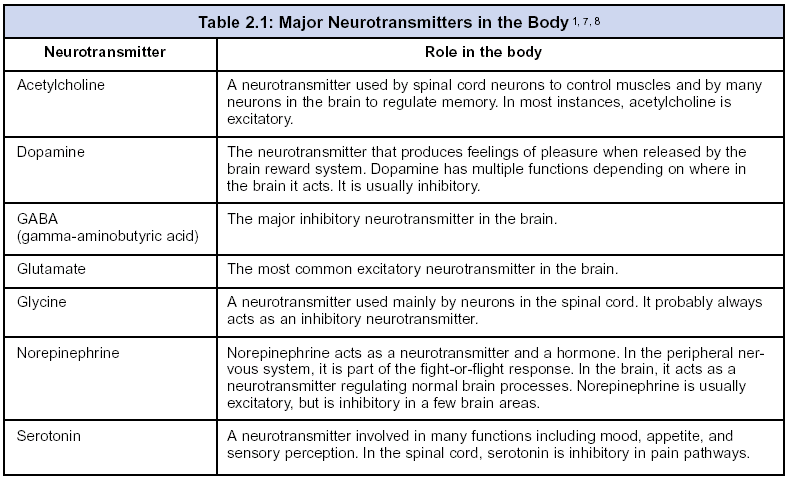 Table 2.1: Major Neurotransmitters in the Body 1, 7, 8
Neurotransmitter Role in the body
Acetylcholine
A neurotransmitter used by spinal cord neurons to control muscles and by many
neurons in the brain to regulate memory. In most instances, acetylcholine is
excitatory.
Dopamine
The neurotransmitter that produces feelings of pleasure when released by the
brain reward system. Dopamine has multiple functions depending on where in
the brain it acts. It is usually inhibitory.
GABA
(gamma-aminobutyric acid)
The major inhibitory neurotransmitter in the brain.
Glutamate
The most common excitatory neurotransmitter in the brain.
Glycine
A neurotransmitter used mainly by neurons in the spinal cord. It probably always
acts as an inhibitory neurotransmitter.
Norepinephrine
Norepinephrine acts as a neurotransmitter and a hormone. In the peripheral ner-
vous system, it is part of the fight-or-flight response. In the brain, it acts as a
neurotransmitter regulating normal brain processes. Norepinephrine is usually
excitatory, but is inhibitory in a few brain areas.
Serotonin
A neurotransmitter involved in many functions including mood, appetite, and
sensory perception. In the spinal cord, serotonin is inhibitory in pain pathways.